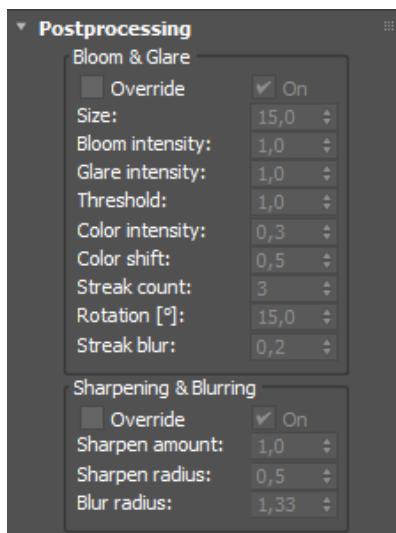 Postprocessing
Bloom & Glare
Override On
Size: 15,0
Bloom intensity: 1,0
Glare intensity: 1,0
Threshold: 1,0
Color intensity: 0,3
Color shift: 0,5
Streak count: 3
Rotation [°]: 15,0
Streak blur: 0,2
Sharpening & Blurring
Override On
Sharpen amount: 1,0
Sharpen radius: 0,5
Blur radius: 1,33